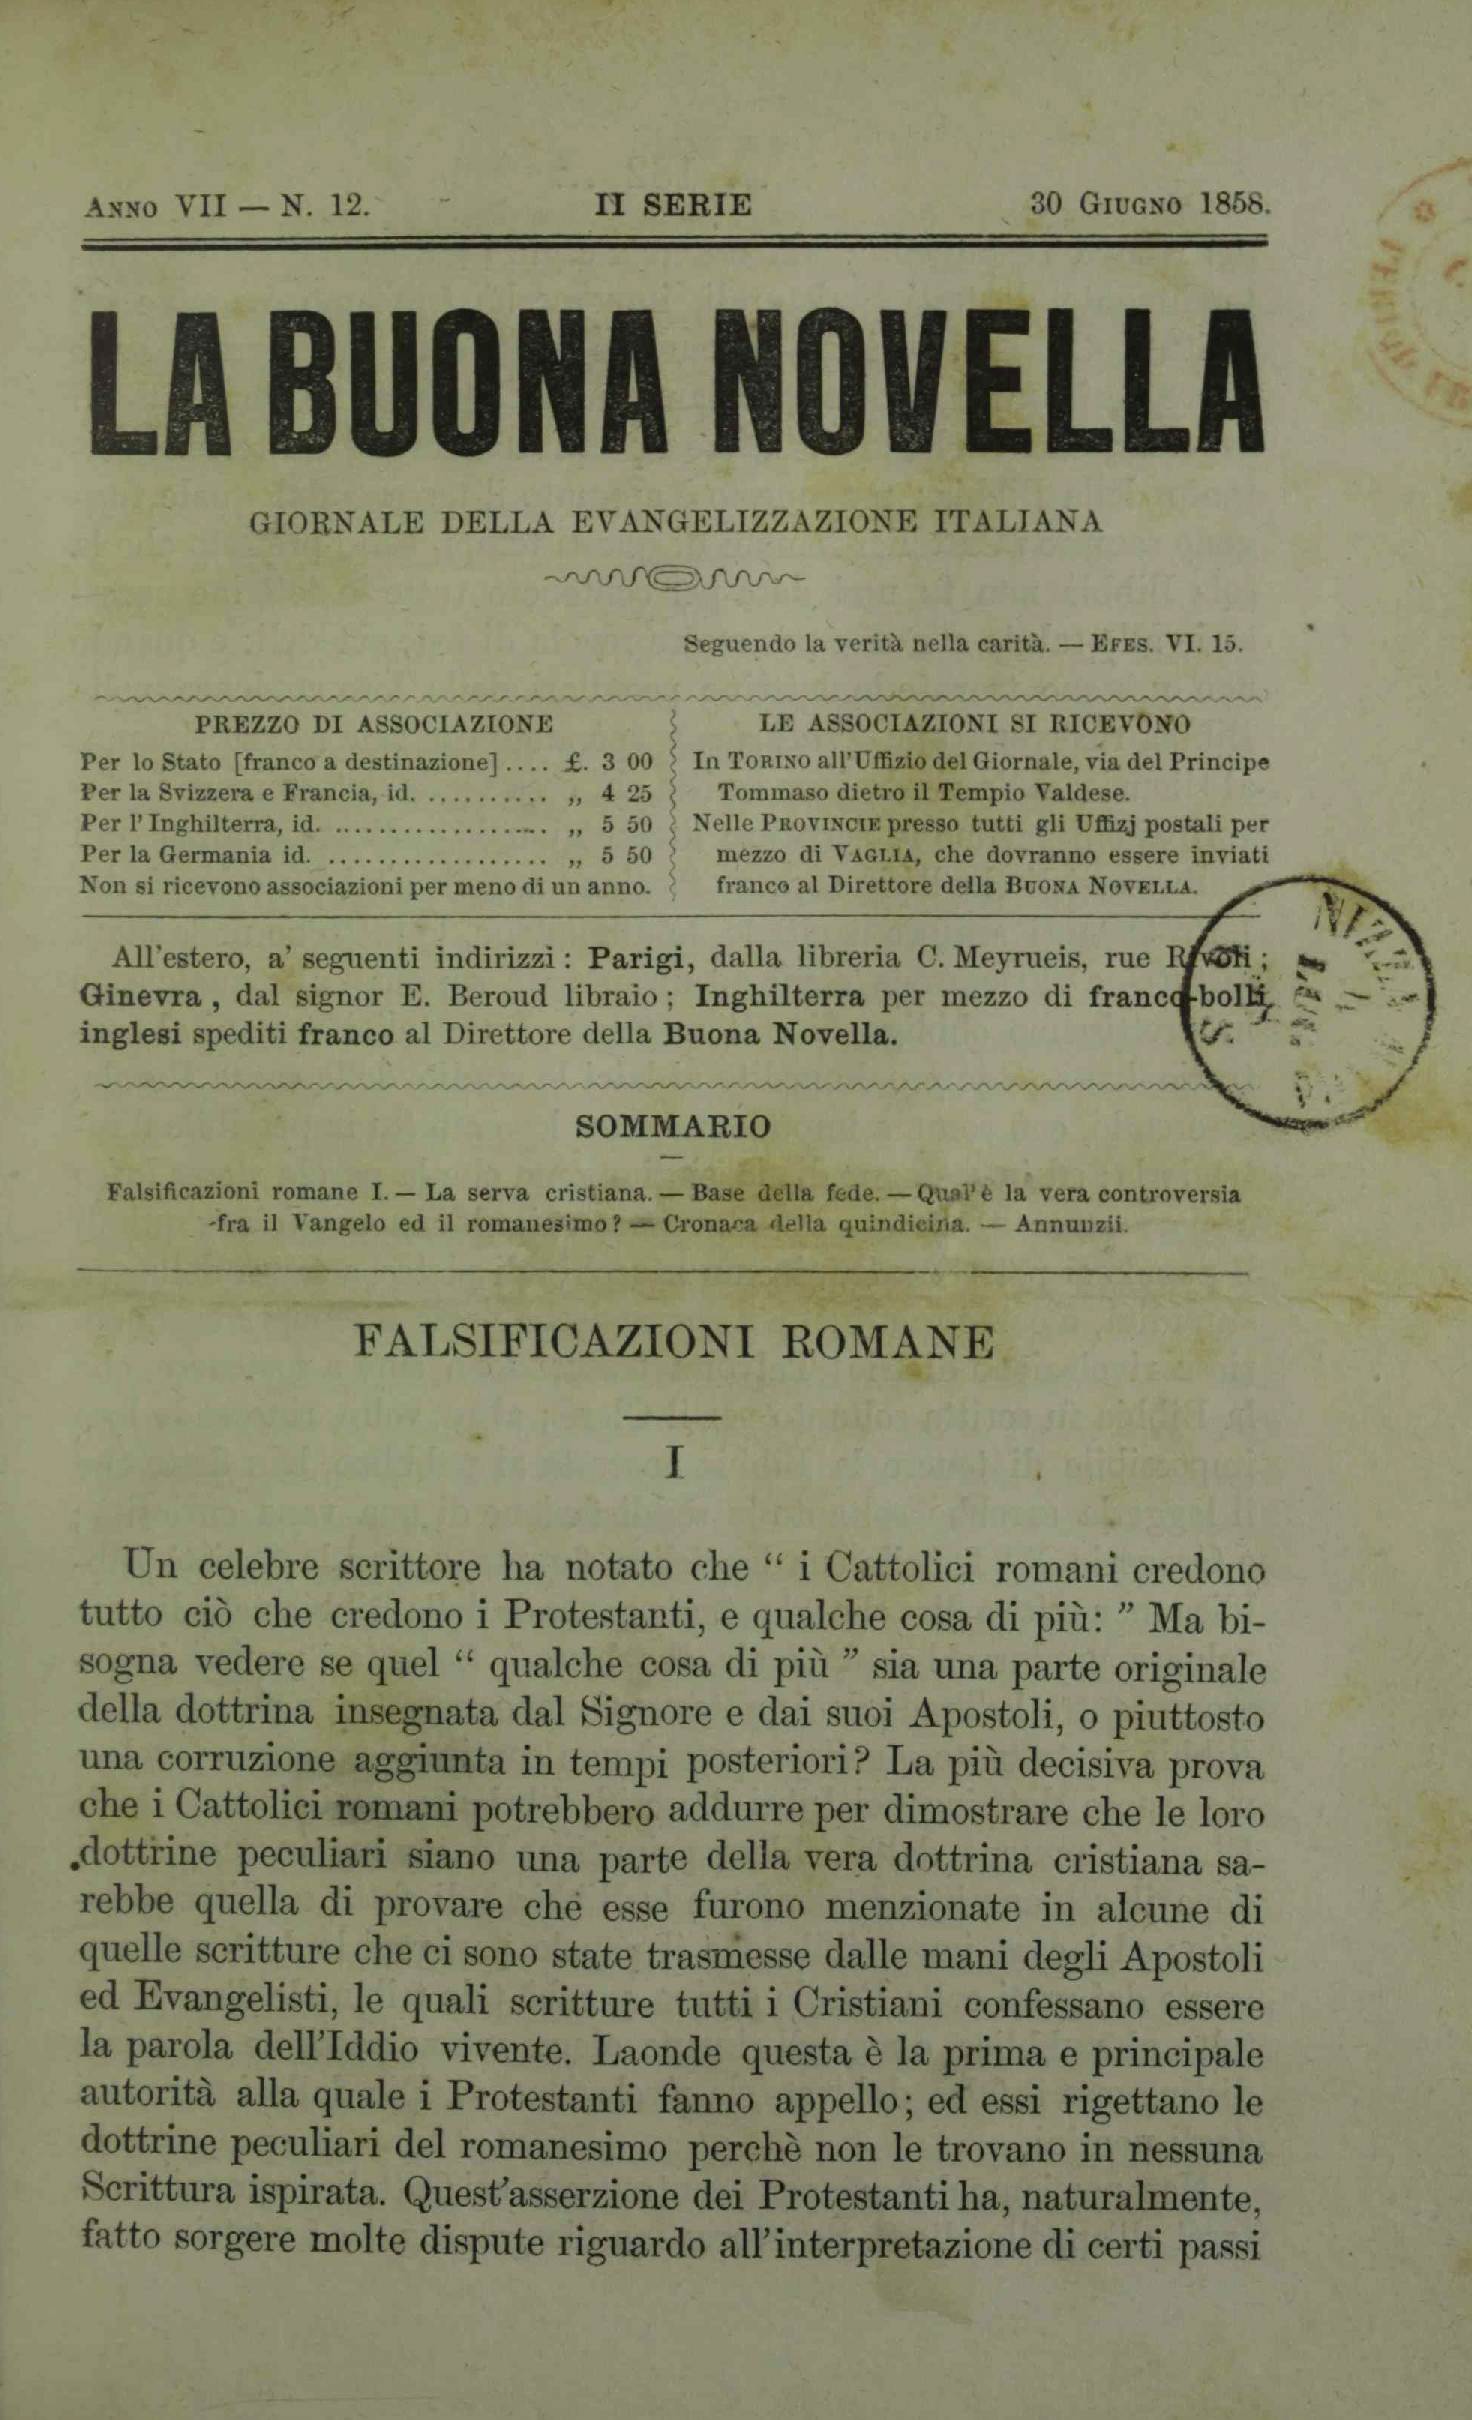 ANNO VII — N. 12.
II SERIE
30 GIUGNO 1858.
LA BUONA NOVELLA
GIORNALE DELLA EVANGELIZZAZIONE ITALIANA
Seguendo la verità nella carità. — EFES. VI. 15.
PREZZO DI ASSOCIAZIONE
Per lo Stato [franco a destinazione] .... £. 3 00
Per la Svizzera e Francia, id. ........... „ 4 25
Per l'Inghilterra, id. ..................... „ 5 50
Per la Germania id. .................. „ 5 50
Non si ricevono associazioni per meno di un anno.
LE ASSOCIAZIONI SI RICEVONO
In TORINO all'Uffizio del Giornale, via del Principe
Tommaso dietro il Tempio Valdese.
Nelle PROVINCIE presso tutti gli Uffizj postali per
mezzo di VAGLIA, che dovranno essere inviati
franco al Direttore della BUONA NOVELLA.
All'estero, a' seguenti indirizzi : Parigi, dalla libreria C. Meyrueis, rue Rivoli ;
Ginevra , dal signor E. Beroud libraio ; Inghilterra per mezzo di franco-bolli
inglesi spediti franco al Direttore della Buona Novella.
SOMMARIO
Falsificazioni romane I. — La serva cristiana. — Base della fede. — Qual'è la vera controversia
fra il Vangelo ed il romanesimo ? — Cronaca della quindicina. — Annunzii.
FALSIFICAZIONI ROMANE
I
Un celebre scrittore ha notato che “ i Cattolici romani credono
tutto ciò che credono i Protestanti, e qualche cosa di più: ” Ma bi-
sogna vedere se quel “ qualche cosa di più ” sia una parte originale
della dottrina insegnata dal Signore e dai suoi Apostoli, o piuttosto
una corruzione aggiunta in tempi posteriori? La più decisiva prova
che i Cattolici romani potrebbero addurre per dimostrare che le loro
dottrine peculiari siano una parte della vera dottrina cristiana sa-
rebbe quella di provare che esse furono menzionate in alcune di
quelle scritture che ci sono state trasmesse dalle mani degli Apostoli
ed Evangelisti, le quali scritture tutti i Cristiani confessano essere
la parola dell'Iddio vivente. Laonde questa è la prima e principale
autorità alla quale i Protestanti fanno appello; ed essi rigettano le
dottrine peculiari del romanesimo perchè non le trovano in nessuna
Scrittura ispirata. Quest'asserzione dei Protestanti ha, naturalmente,
fatto sorgere molte dispute riguardo all'interpretazione di certi passi